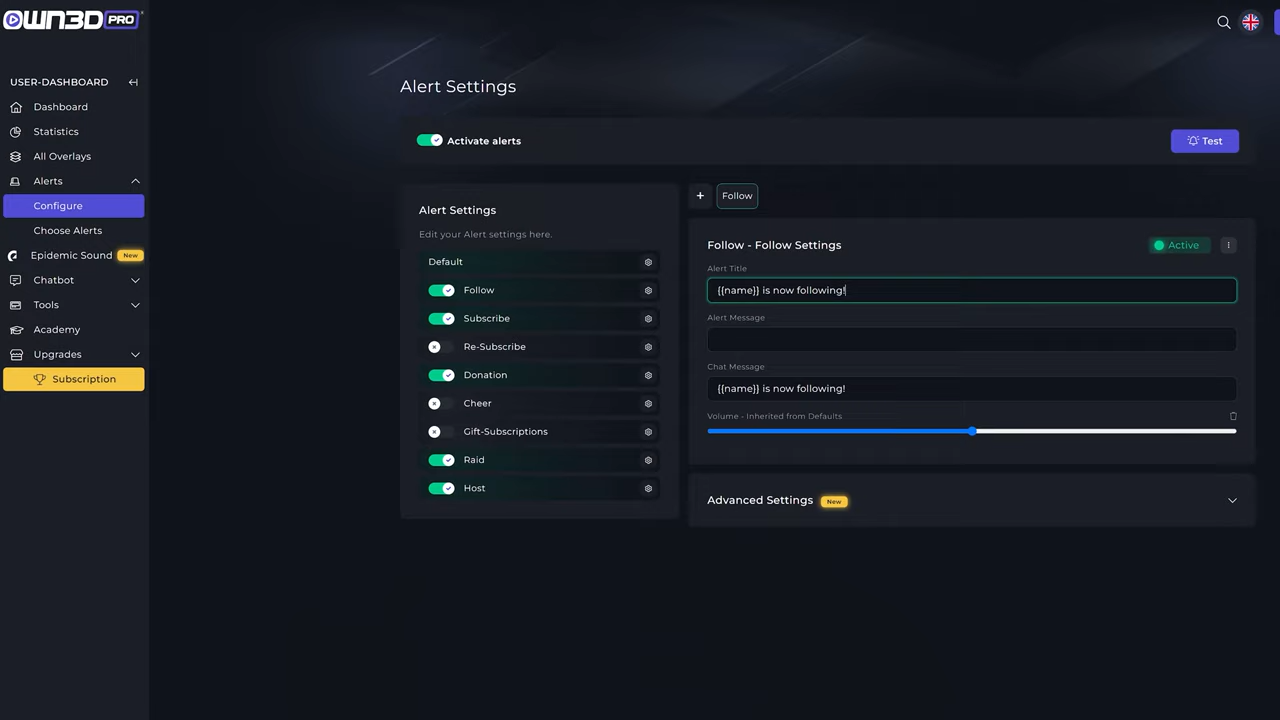 OWN3D PRO
USER-DASHBOARD
Dashboard
Statistics
All Overlays
Alerts
Configure
Choose Alerts
Epidemic Sound New
Chatbot
Tools
Academy
Upgrades
Subscription
Alert Settings
Activate alerts
Test
Alert Settings
Edit your Alert settings here.
Default
Follow
Subscribe
Re-Subscribe
Donation
Cheer
Gift-Subscriptions
Raid
Host
+ Follow
Follow - Follow Settings
Active
Alert Title
{{name}} is now following!
Alert Message
Chat Message
{{name}} is now following!
Volume - Inherited from Defaults
Advanced Settings New